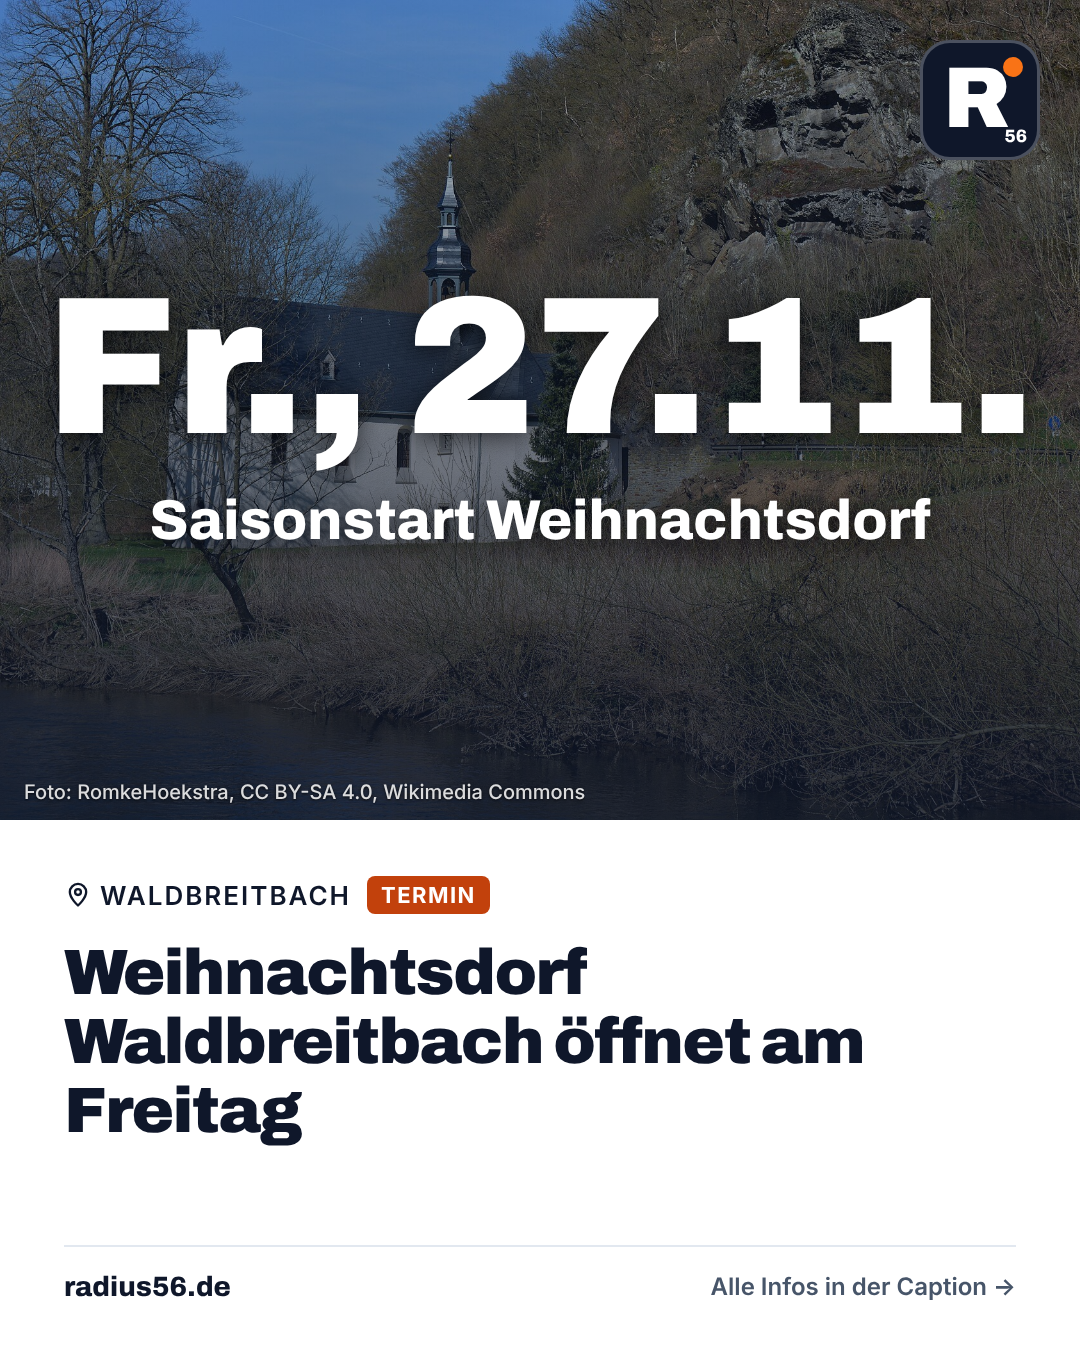 R
56
Fr., 27.11.
Saisonstart Weihnachtsdorf
Foto: RomkeHoekstra, CC BY-SA 4.0, Wikimedia Commons
WALDBREITBACH TERMIN
Weihnachtsdorf
Waldbreitbach öffnet am
Freitag
radius56.de
Alle Infos in der Caption →